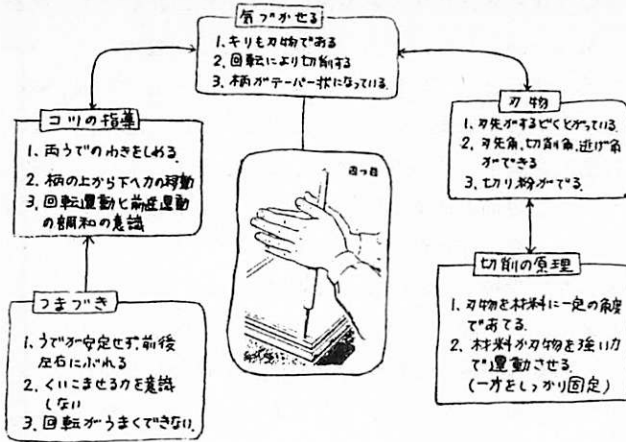 気づかせる
1. キリも刃物である
2. 回転により切削する
3. 柄がテーパー状になっている
コツの指導
1. 両うでのわきをしめる
2. 柄の上から下へ力の移動
3. 回転運動と前進運動
の調和の意識
つまづき
1. うでが安定せず、前後
左右にぶれる
2. くいこませる力を意識
しない
3. 回転がうまくできない
四つ目
刃物
1. 刃先がするどくとがっている
2. 刃先角、切削角、逃げ角
ができる
3. 切り粉がでる
切削の原理
1. 刃物を材料に一定の角度
であてる
2. 材料か刃物を強い力
で運動させる
(一方をしっかり固定)